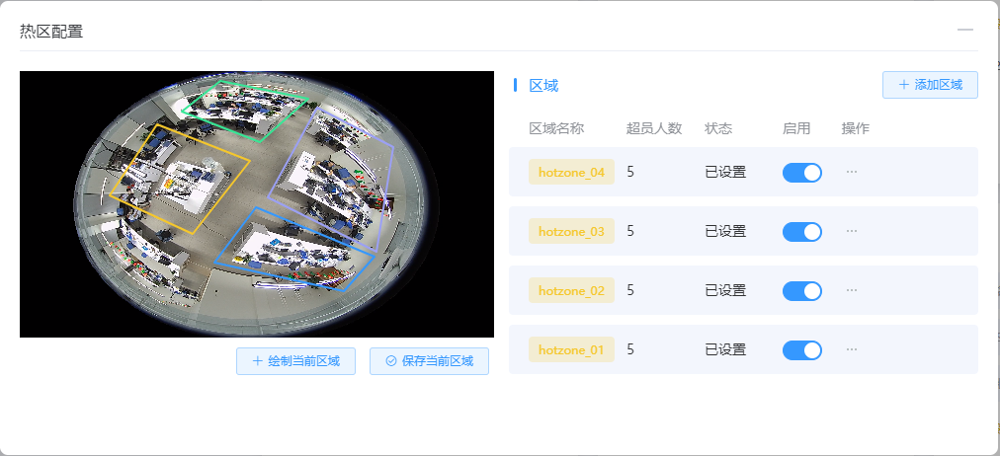 热区配置
区域
添加区域
区域名称 超员人数 状态 启用 操作
hotzone_04 5 已设置 ...
hotzone_03 5 已设置 ...
hotzone_02 5 已设置 ...
hotzone_01 5 已设置 ...
绘制当前区域 保存当前区域